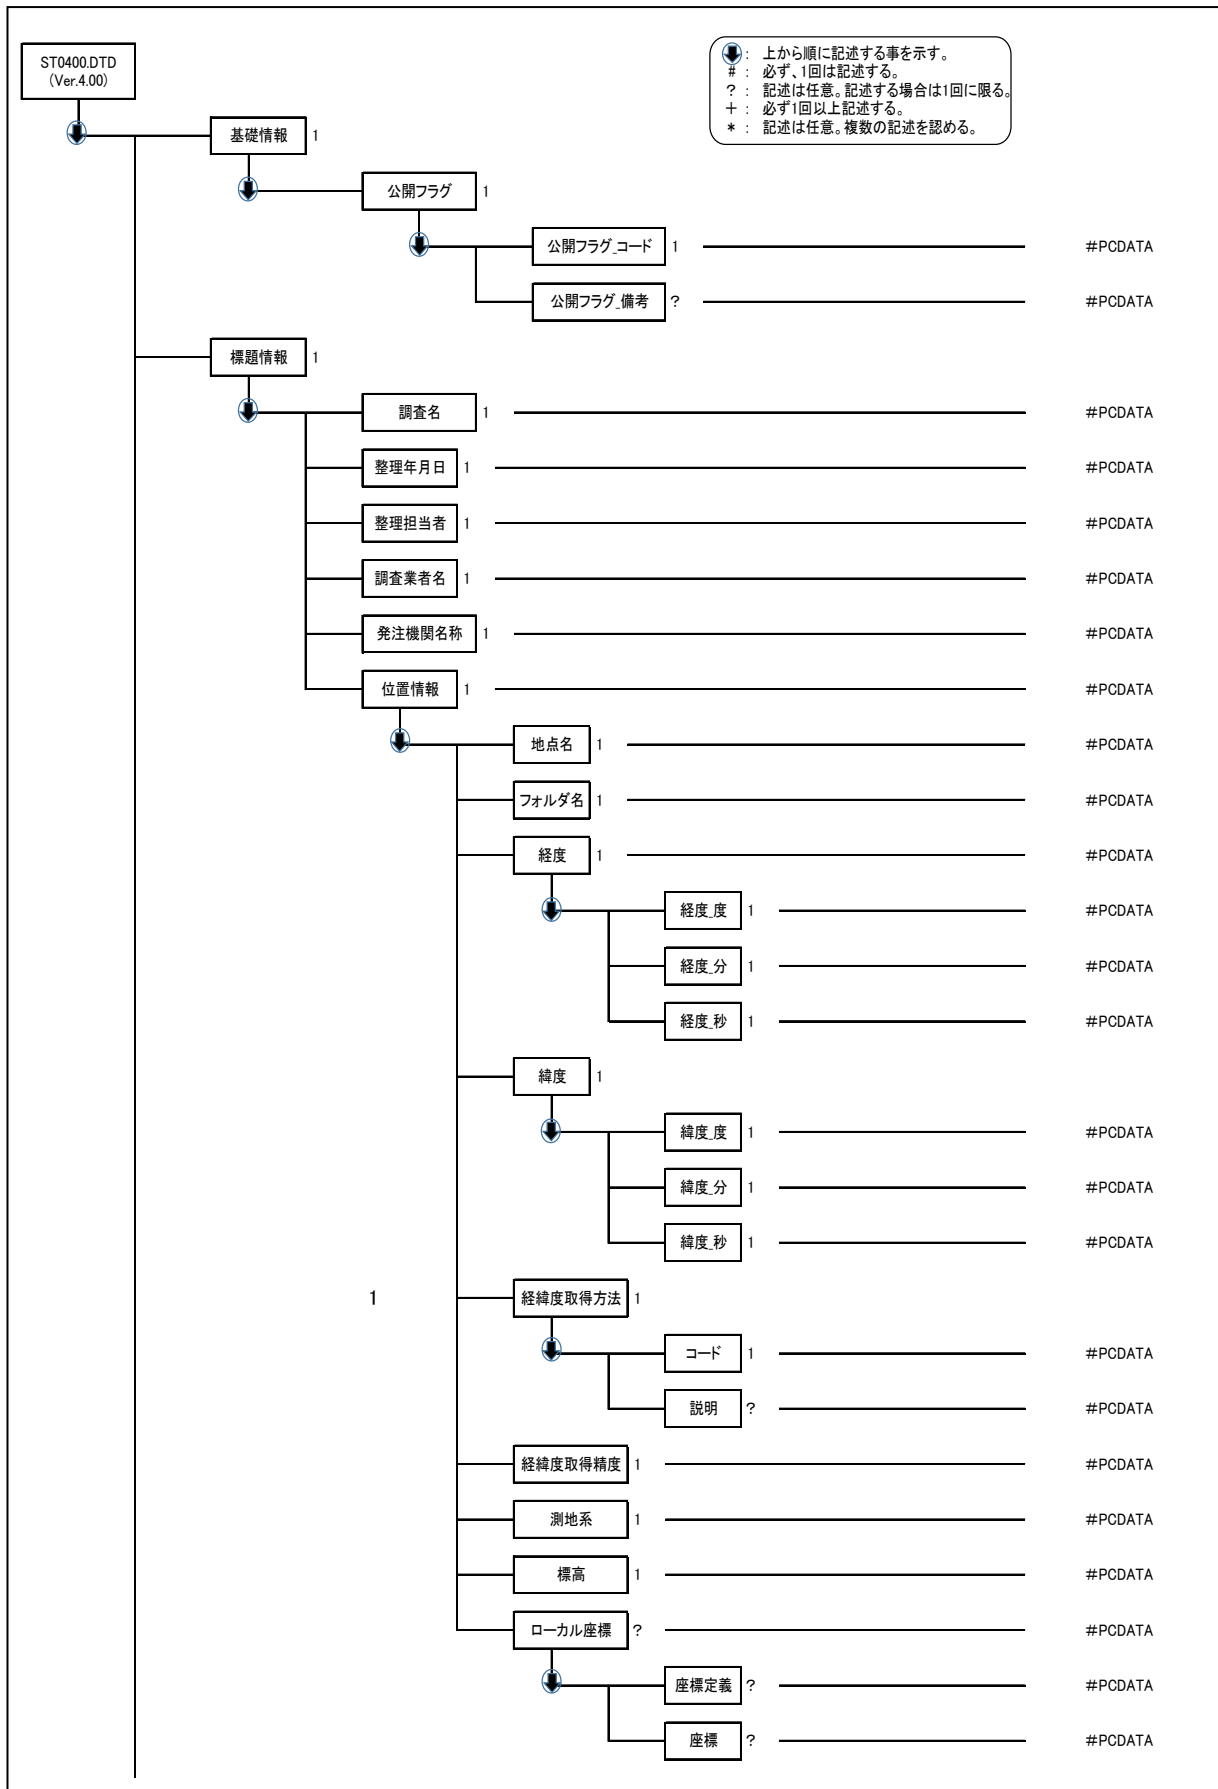 ST0400.DTD
(Ver.4.00)
： 上から順に記述する事を示す。
# ： 必ず、1回は記述する。
? ： 記述は任意。記述する場合は1回に限る。
＋ ： 必ず1回以上記述する。
* ： 記述は任意。複数の記述を認める。
基礎情報 1
公開フラグ 1
公開フラグ_コード 1 #PCDATA
公開フラグ_備考 ? #PCDATA
標題情報 1
調査名 1 #PCDATA
整理年月日 1 #PCDATA
整理担当者 1 #PCDATA
調査業者名 1 #PCDATA
発注機関名称 1 #PCDATA
位置情報 1 #PCDATA
地点名 1 #PCDATA
フォルダ名 1 #PCDATA
経度 1 #PCDATA
経度_度 1 #PCDATA
経度_分 1 #PCDATA
経度_秒 1 #PCDATA
緯度 1
緯度_度 1 #PCDATA
緯度_分 1 #PCDATA
緯度_秒 1 #PCDATA
1 経緯度取得方法 1
コード 1 #PCDATA
説明 ? #PCDATA
経緯度取得精度 1 #PCDATA
測地系 1 #PCDATA
標高 1 #PCDATA
ローカル座標 ? #PCDATA
座標定義 ? #PCDATA
座標 ? #PCDATA